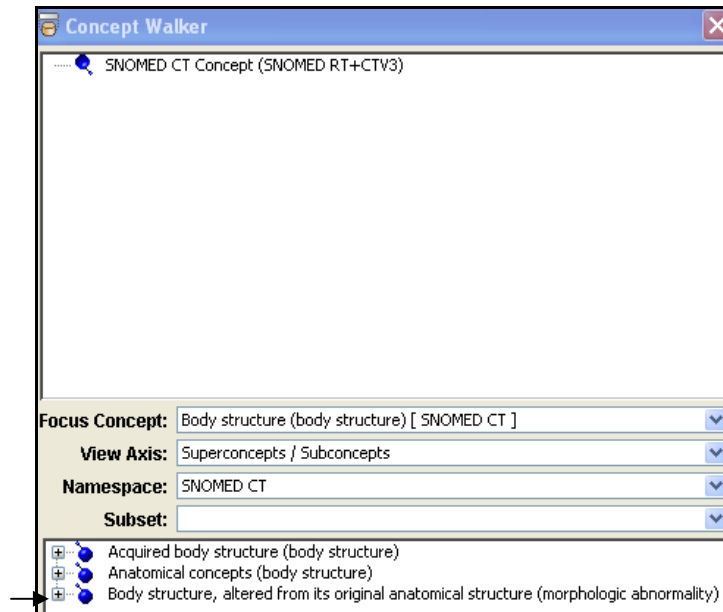 Concept Walker
SNOMED CT Concept (SNOMED RT+CTV3)
Focus Concept: Body structure (body structure) [ SNOMED CT ]
View Axis: Superconcepts / Subconcepts
Namespace: SNOMED CT
Subset:
Acquired body structure (body structure)
Anatomical concepts (body structure)
Body structure, altered from its original anatomical structure (morphologic abnormality)